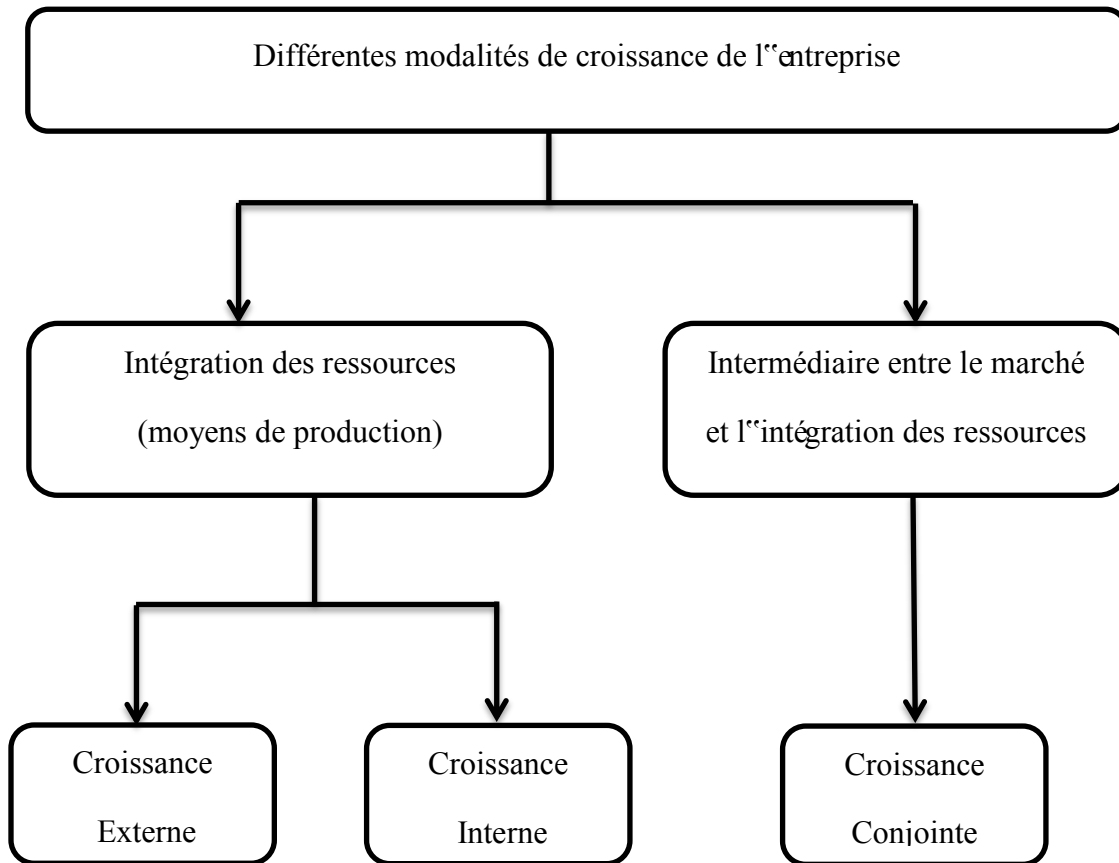 Différentes modalités de croissance de l‟entreprise
Intégration des ressources
(moyens de production)
Intermédiaire entre le marché
et l‟intégration des ressources
Croissance
Externe
Croissance
Interne
Croissance
Conjointe